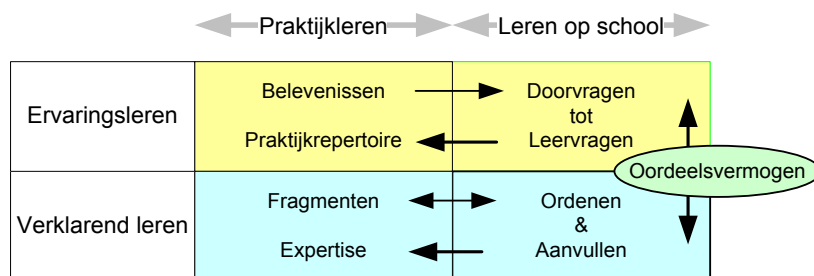 Praktijkleren
Leren op school
Ervaringsleren
Belevenissen
Praktijkrepertoire
Doorvragen
tot
Leervragen
Oordeelsvermogen
Verklarend leren
Fragmenten
Expertise
Ordenen
&
Aanvullen